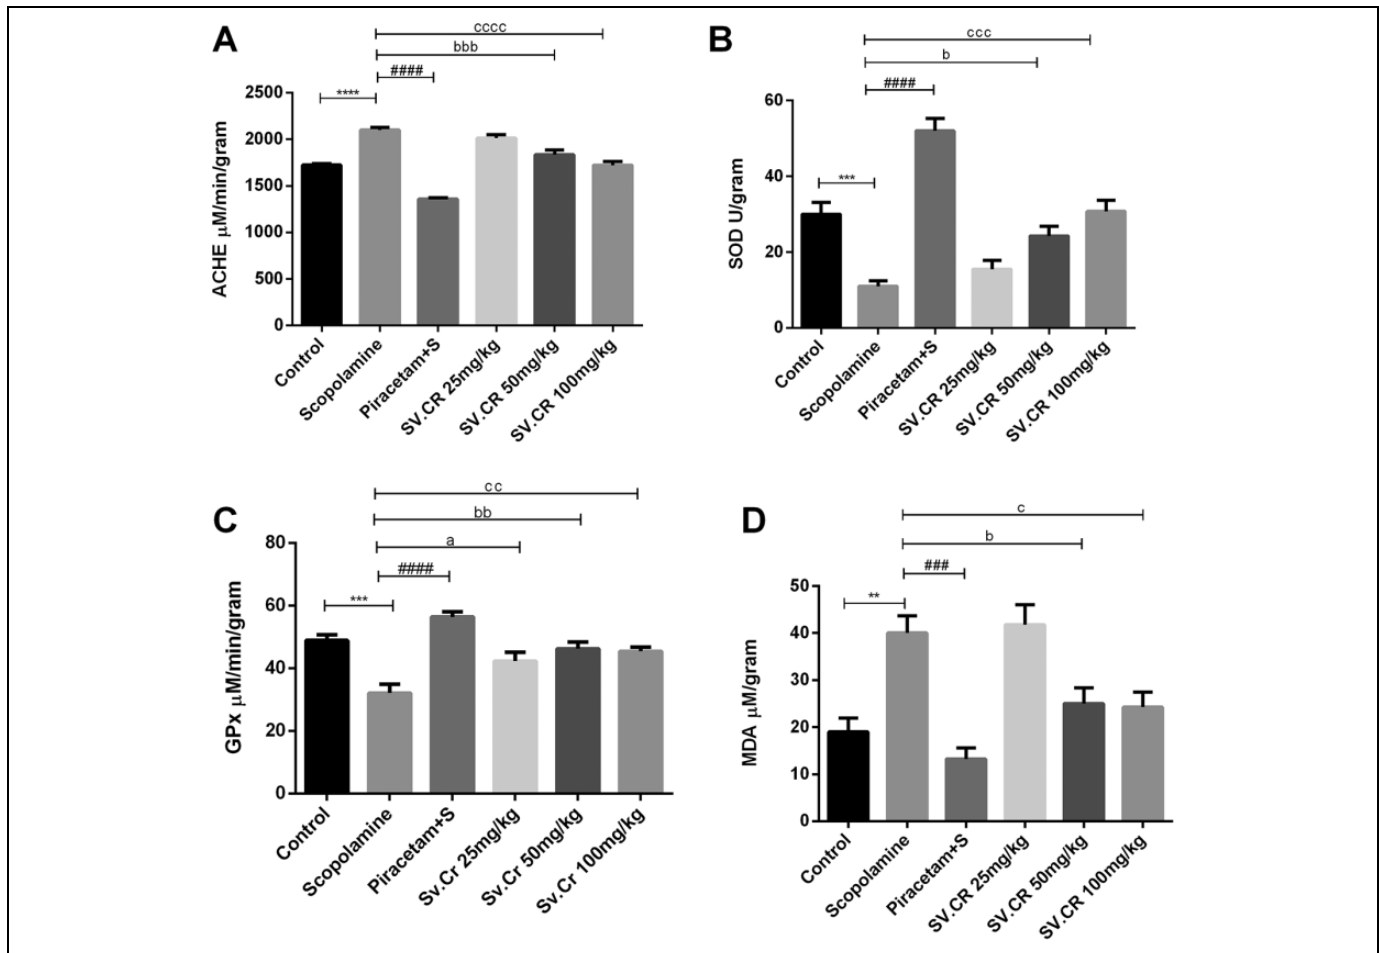 A
cccc
bbb
####
****
2500
2000
1500
1000
500
0
ACHE µM/min/gram
Control
Scopolamine
Piracetam+S
SV.CR 25mg/kg
SV.CR 50mg/kg
SV.CR 100mg/kg
B
ccc
b
####
***
60
40
20
0
SOD U/gram
Control
Scopolamine
Piracetam+S
SV.CR 25mg/kg
SV.CR 50mg/kg
SV.CR 100mg/kg
C
cc
bb
a
####
***
80
60
40
20
0
GPx µM/min/gram
Control
Scopolamine
Piracetam+S
Sv.Cr 25mg/kg
Sv.Cr 50mg/kg
Sv.Cr 100mg/kg
D
c
b
###
**
50
40
30
20
10
0
MDA µM/gram
Control
Scopolamine
Piracetam+S
SV.CR 25mg/kg
SV.CR 50mg/kg
SV.CR 100mg/kg